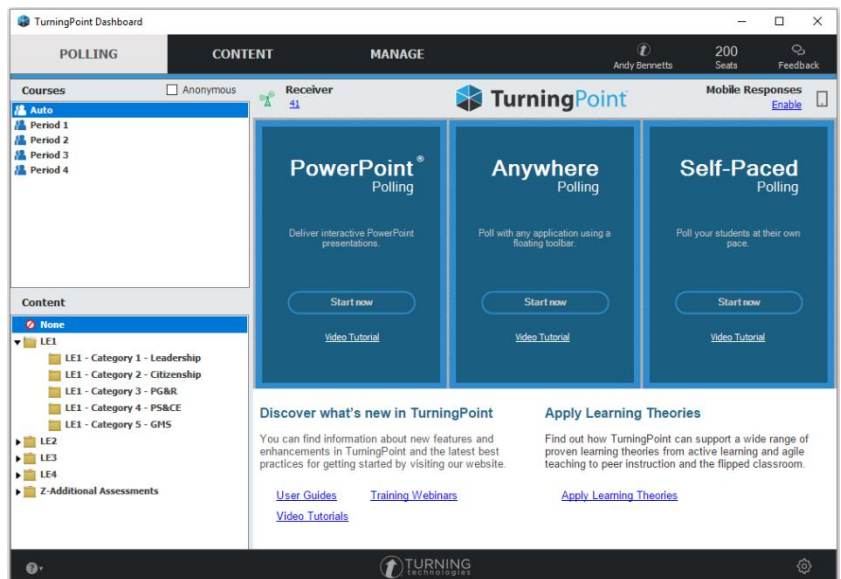 TurningPoint Dashboard
POLLING
CONTENT
MANAGE
Andy Bennetts
200
Seats
Feedback
Courses
Anonymous
Auto
Period 1
Period 2
Period 3
Period 4
Content
None
LE1
LE1 - Category 1 - Leadership
LE1 - Category 2 - Citizenship
LE1 - Category 3 - PG&R
LE1 - Category 4 - PS&CE
LE1 - Category 5 - GMS
LE2
LE3
LE4
Z-Additional Assessments
Receiver
41
TurningPoint
Mobile Responses
Enable
PowerPoint®
Polling
Deliver interactive PowerPoint
presentations.
Start now
Video Tutorial
Anywhere
Polling
Poll with any application using a
floating toolbar.
Start now
Video Tutorial
Self-Paced
Polling
Poll your students at their own
pace.
Start now
Video Tutorial
Discover what's new in TurningPoint
You can find information about new features and
enhancements in TurningPoint and the latest best
practices for getting started by visiting our website.
User Guides
Training Webinars
Video Tutorials
Apply Learning Theories
Find out how TurningPoint can support a wide range of
proven learning theories from active learning and agile
teaching to peer instruction and the flipped classroom.
Apply Learning Theories
TURNING
technologies